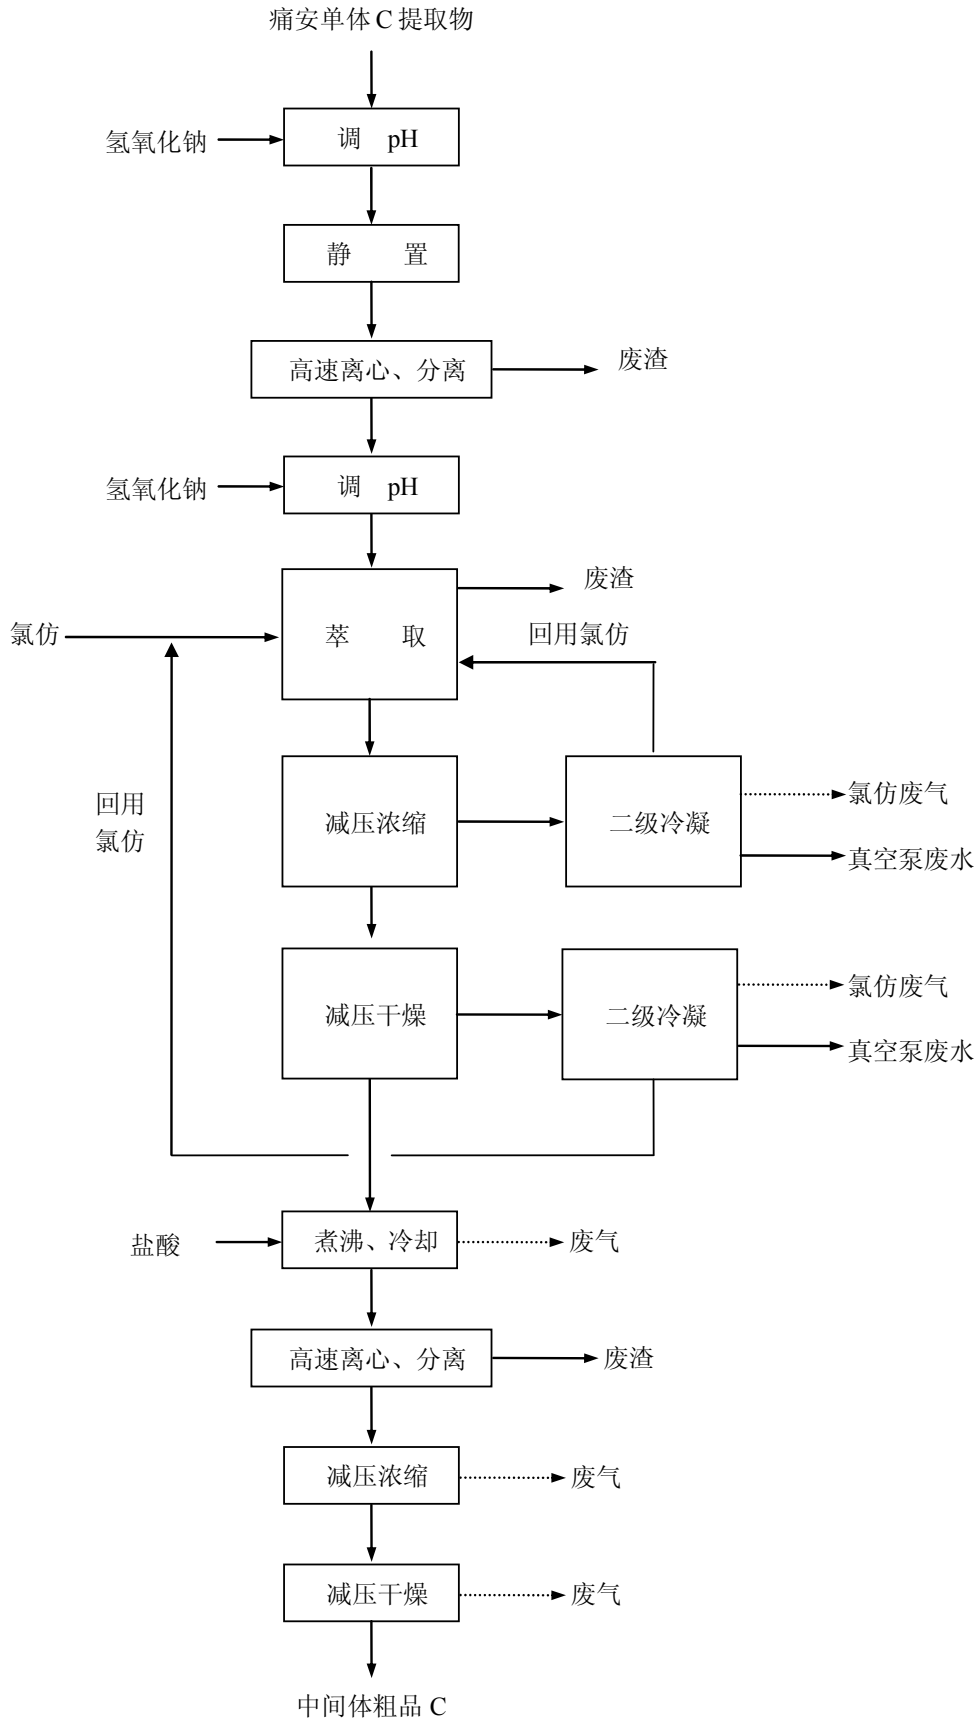 痛安单体 C 提取物
氢氧化钠
调 pH
静 置
高速离心、分离
废渣
氢氧化钠
调 pH
废渣
氯仿
萃 取
回用氯仿
回用
氯仿
减压浓缩
二级冷凝
氯仿废气
真空泵废水
减压干燥
二级冷凝
氯仿废气
真空泵废水
盐酸
煮沸、冷却
废气
高速离心、分离
废渣
减压浓缩
废气
减压干燥
废气
中间体粗品 C